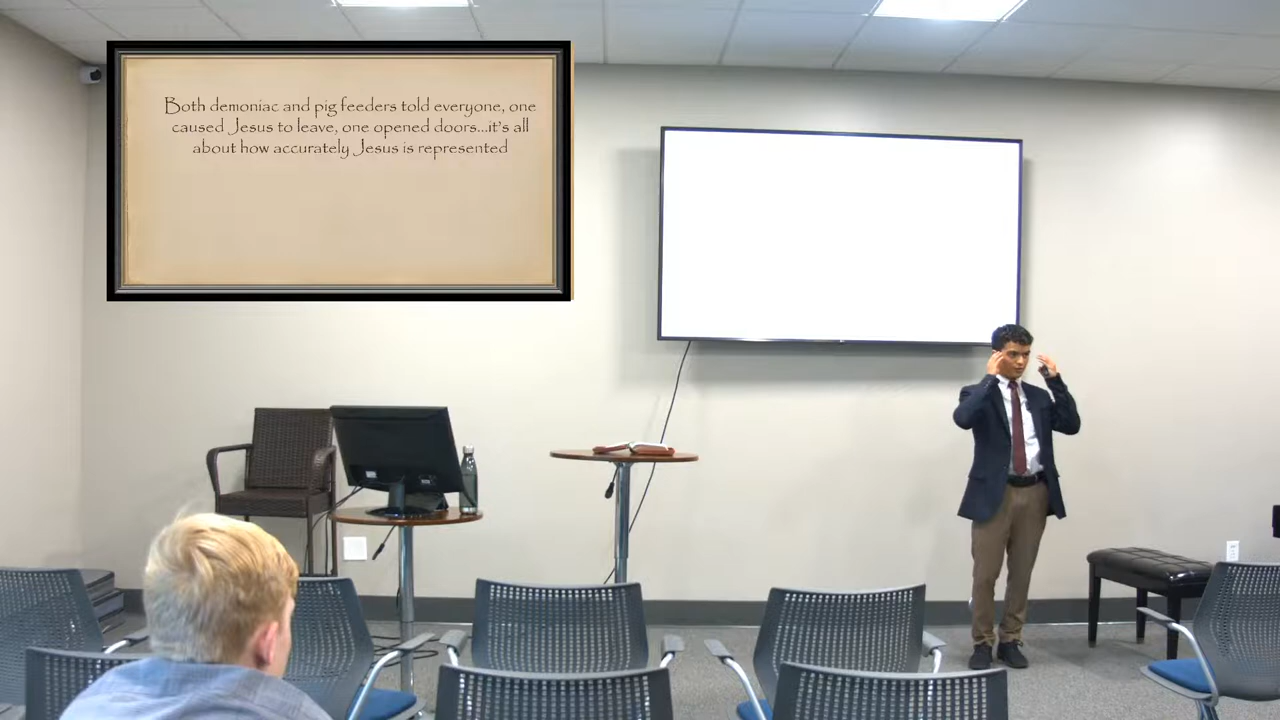 Both demoniac and pig feeders told everyone, one
caused Jesus to leave, one opened doors...it's all
about how accurately Jesus is represented